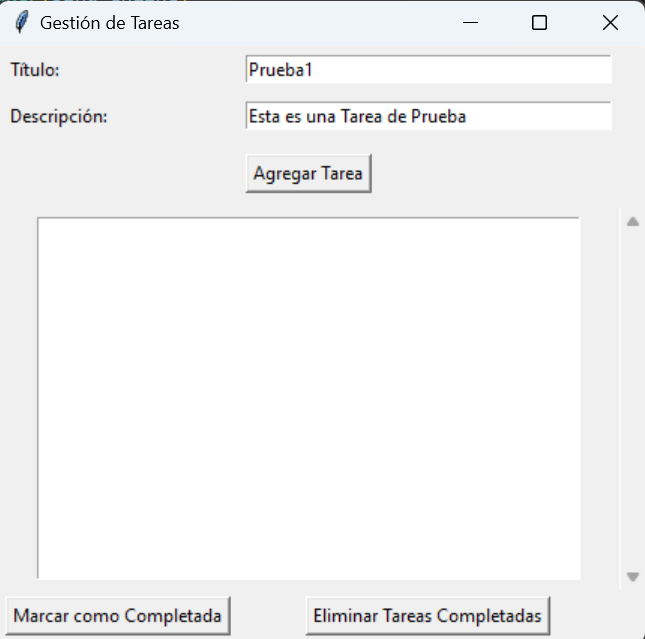 Gestión de Tareas
Título: Prueba1
Descripción: Esta es una Tarea de Prueba
Agregar Tarea
Marcar como Completada Eliminar Tareas Completadas